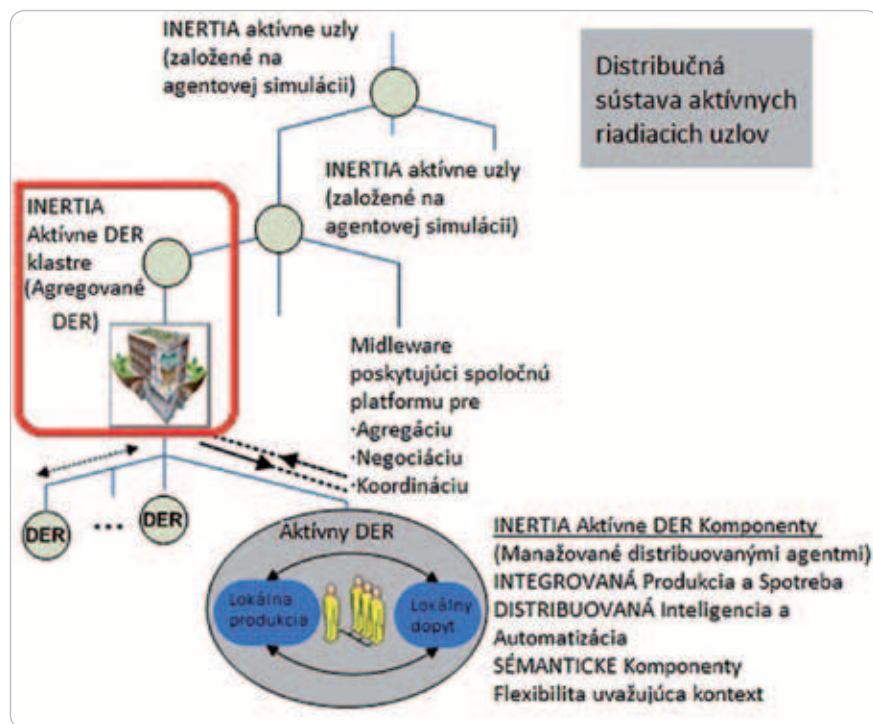 INERTIA aktívne uzly
(založené na
agentovej simulácii)
Distribučná
sústava aktívnych
riadiacich uzlov
INERTIA aktívne uzly
(založené na
agentovej simulácii)
INERTIA
Aktívne DER
klastre
(Agregované
DER)
Midleware
poskytujúci spoločnú
platformu pre
·Agregáciu
·Negociáciu
·Koordináciu
DER
...
DER
Aktívny DER
Lokálna
produkcia
Lokálny
dopyt
INERTIA Aktívne DER Komponenty
(Manažované distribuovanými agentmi)
INTEGROVANÁ Produkcia a Spotreba
DISTRIBUOVANÁ Inteligencia a
Automatizácia
SÉMANTICKE Komponenty
Flexibilita uvažujúca kontext